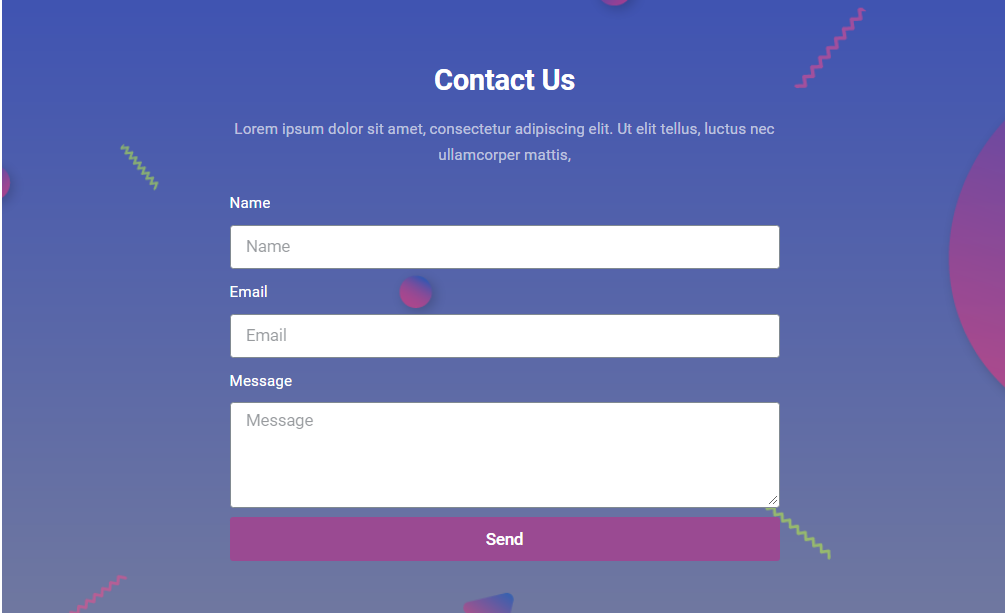 Contact Us
Lorem ipsum dolor sit amet, consectetur adipiscing elit. Ut elit tellus, luctus nec
ullamcorper mattis,
Name
Name
Email
Email
Message
Message
Send